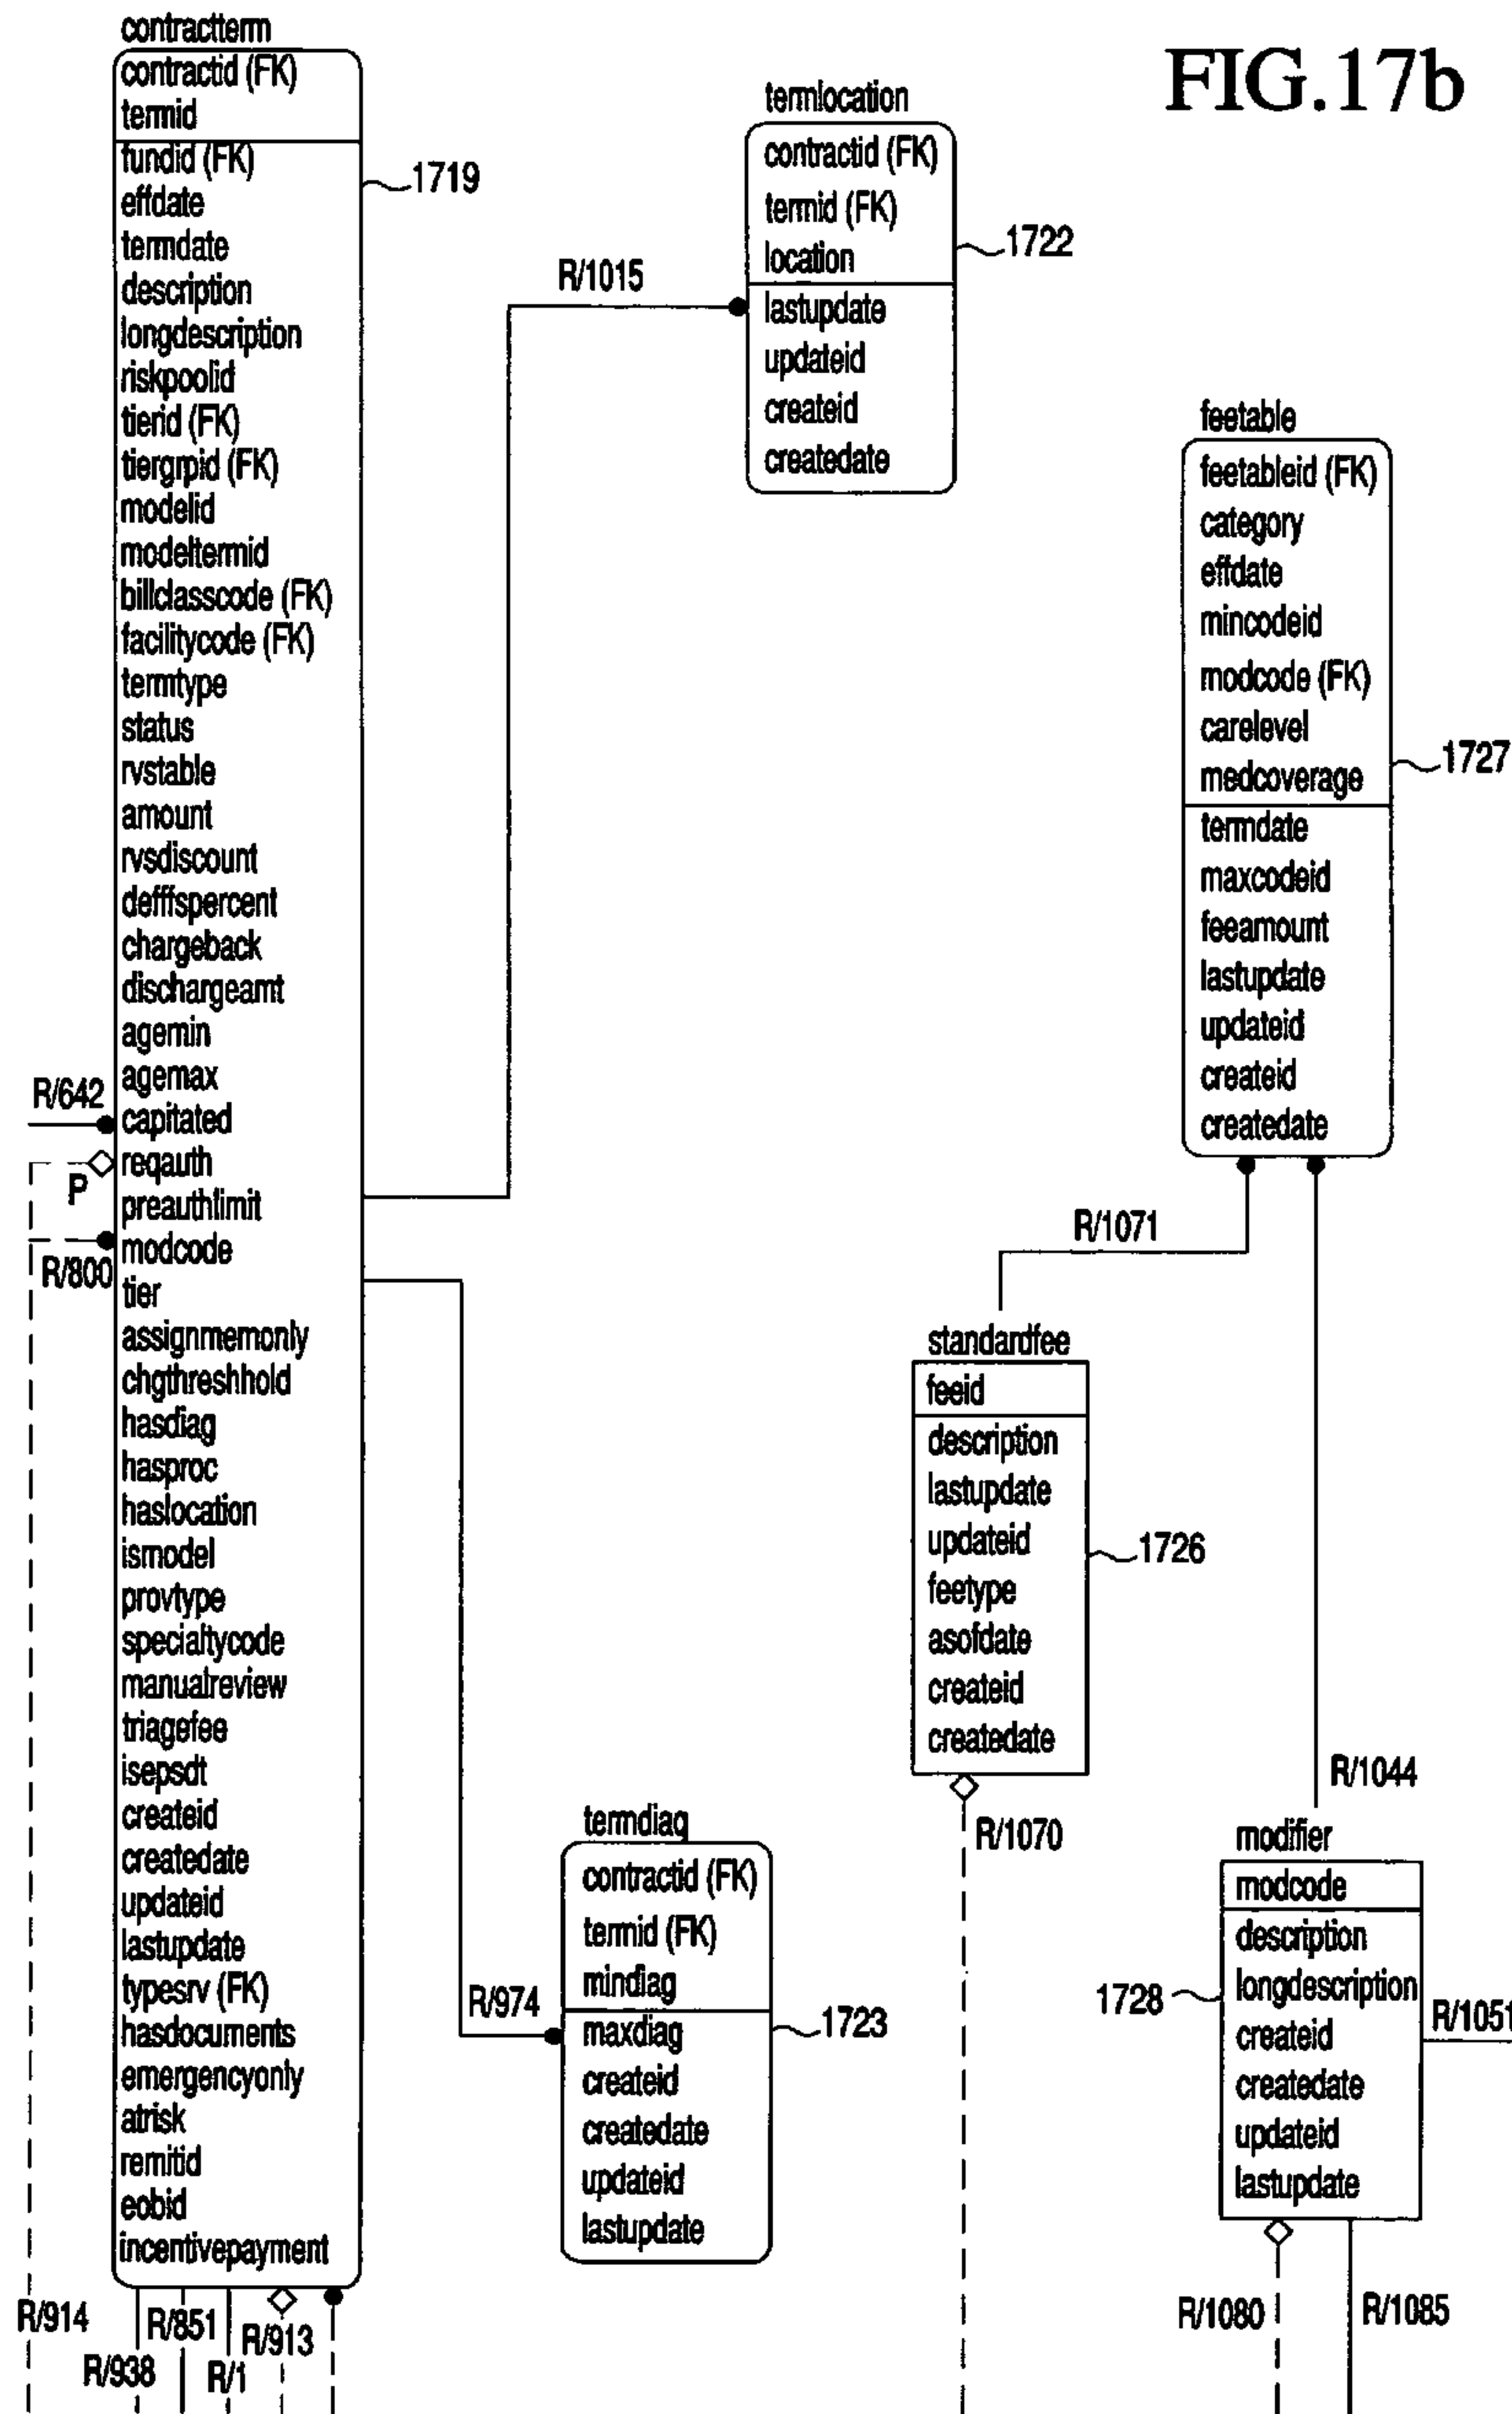 FIG.17b
contractterm
contractid (FK)
termid
fundid (FK)
effdate
termdate
description
longdescription
riskpoolid
tierid (FK)
tiergrpid (FK)
modelid
modeltermid
billclasscode (FK)
facilitycode (FK)
termtype
status
rvstable
amount
rvsdiscount
defffspercent
chargeback
dischargeamt
agemin
agemax
capitated
reqauth
preauthlimit
modcode
tier
assignmemonly
chgthreshhold
hasdiag
hasproc
haslocation
ismodel
provtype
specialtycode
manualreview
triagefee
isepsdt
createid
createdate
updateid
lastupdate
typesrv (FK)
hasdocuments
emergencyonly
atrisk
remitid
eobid
incentivepayment
1719
R/642
P
R/800
R/914
R/938
R/851
R/1
R/913
R/1015
termlocation
contractid (FK)
termid (FK)
location
lastupdate
updateid
createid
createdate
1722
R/974
termdiag
contractid (FK)
termid (FK)
mindiag
maxdiag
createid
createdate
updateid
lastupdate
1723
feetable
feetableid (FK)
category
effdate
mincodeid
modcode (FK)
carelevel
medcoverage
termdate
maxcodeid
feeamount
lastupdate
updateid
createid
createdate
1727
R/1071
standardfee
feeid
description
lastupdate
updateid
feetype
asofdate
createid
createdate
1726
R/1070
R/1044
modifier
modcode
description
longdescription
createid
createdate
updateid
lastupdate
1728
R/1051
R/1080
R/1085